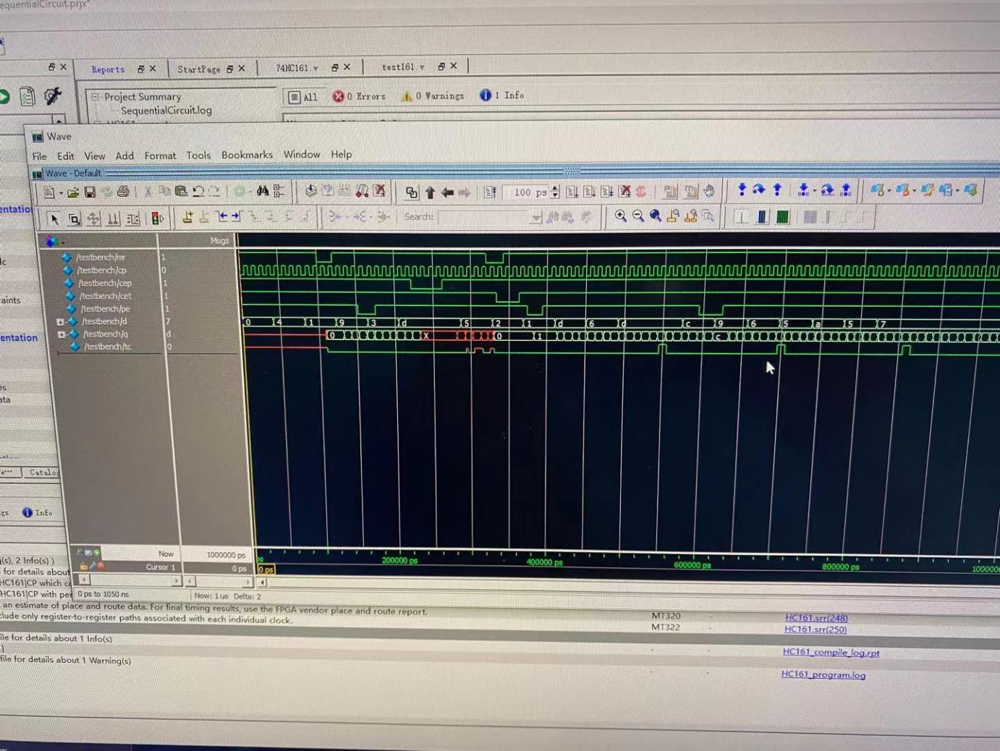 equentialCircuit.prjx*
Reports
StartPage
74HC161.v
test161.v
Project Summary
SequentialCircuit.log
All
0 Errors
0 Warnings
1 Info
Wave
File Edit View Add Format Tools Bookmarks Window Help
Wave - Default
100 ps
entatio
Search:
Msgs
/testbench/mr 1
/testbench/cp 0
/testbench/cep 1
/testbench/cet 1
/testbench/pe 1
/testbench/d 7 0 4 1 9 3 d 5 2 1 d 6 d c 9 6 5 a 5 7
/testbench/q d 0 X 0 1 c
/testbench/tc 0
lc
aints
entation
es
ata
Catalo
gs
Info
Now 1000000 ps
ps 200000 ps 400000 ps 600000 ps 800000 ps 100000
Cursor 1 0 ps
0 ps
0 ps to 1050 ns
Now: 1 us Delta: 2
(s), 2 Info(s) )
for details about
HC161|CP which c
HC161|CP with per
an estimate of place and route data. For final timing results, use the FPGA vendor place and route report.
clude only register-to-register paths associated with each individual clock.
MT320 - HC161.srr(248)
MT322 - HC161.srr(250)
ile for details about 1 Info(s)
HC161_compile_log.rpt
file for details about 1 Warning(s)
HC161_program.log